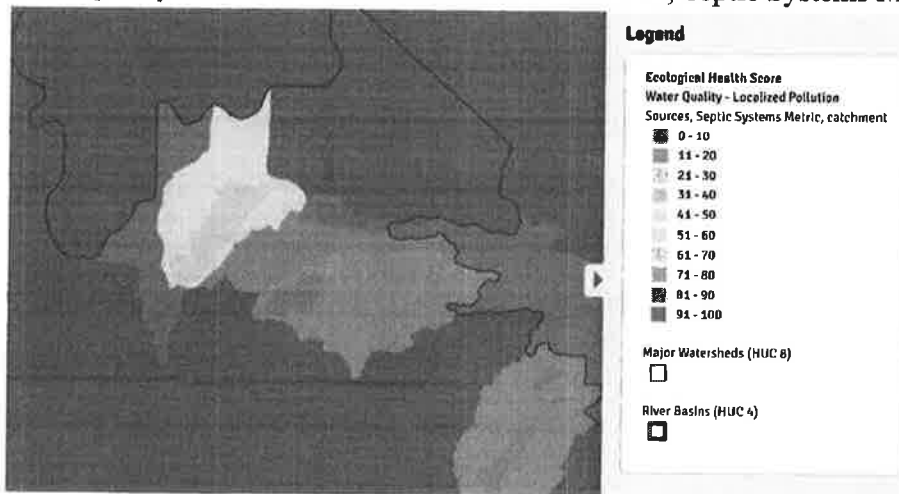 Septic Systems M
Legend
Ecological Health Score
Water Quality - Localized Pollution
Sources, Septic Systems Metric, catchment
0 - 10
11 - 20
21 - 30
31 - 40
41 - 50
51 - 60
61 - 70
71 - 80
81 - 90
91 - 100
Major Watersheds (HUC 8)
River Basins (HUC 4)